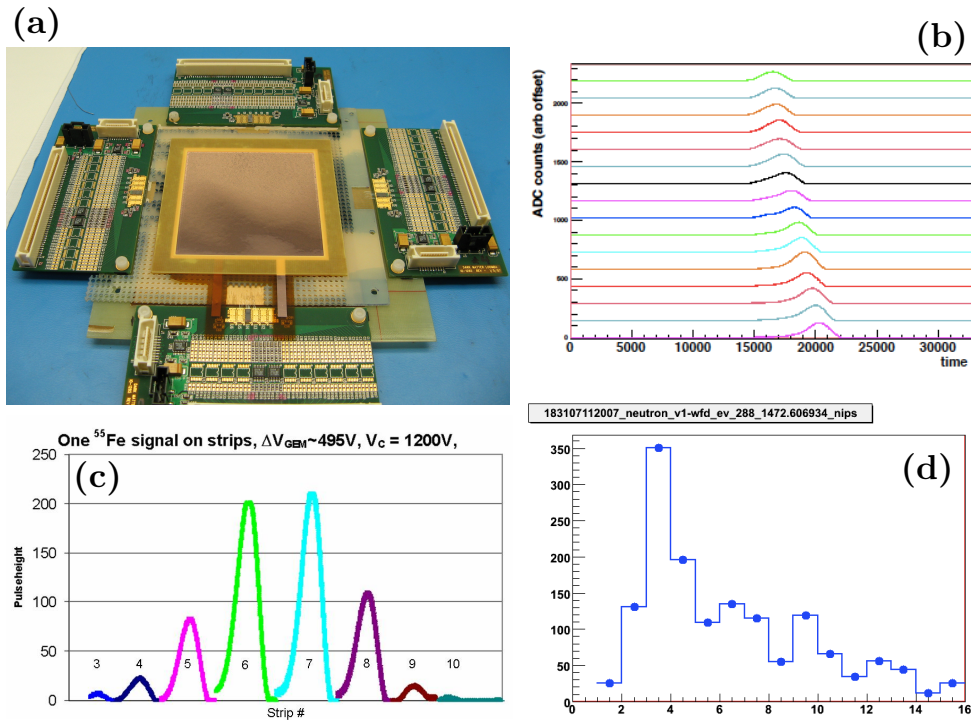 (a)
(b)
ADC counts (arb offset)
2000
1500
1000
500
0
0 5000 10000 15000 20000 25000 30000
time
183107112007_neutron_v1-wfd_ev_288_1472.606934_nips
One ⁵⁵Fe signal on strips, ΔV_GEM~495V, V_C = 1200V,
(c)
250
200
150
100
50
0
Pulseheight
3 4 5 6 7 8 9 10
Strip #
(d)
350
300
250
200
150
100
50
0
0 2 4 6 8 10 12 14 16